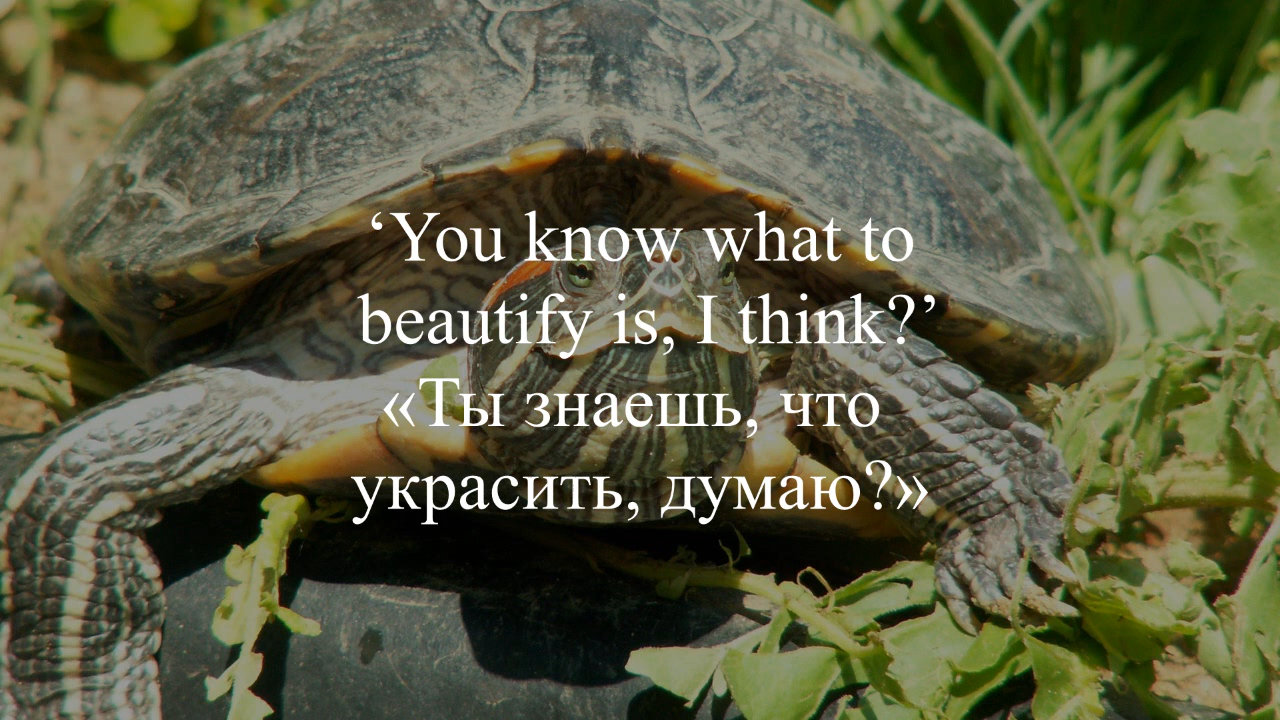 ‘You know what to
beautify is, I think?’
«Ты знаешь, что
украсить, думаю?»